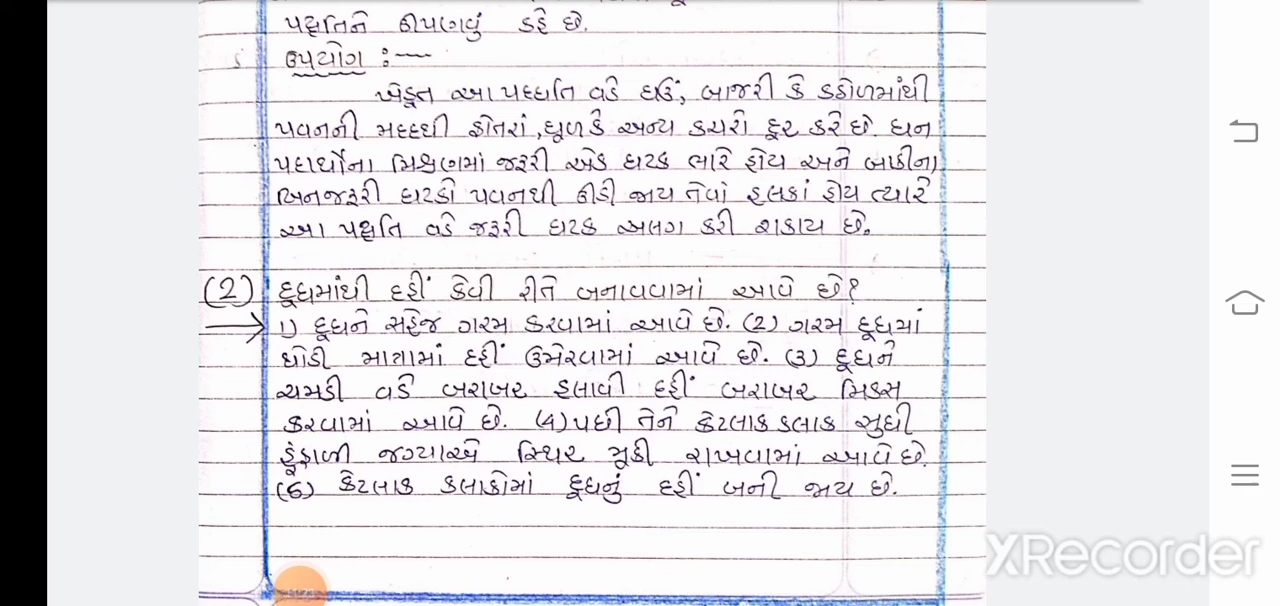 પદ્ધતિને ઊપણવું કહે છે.
ઉપયોગ :—
ખેડૂત આ પધ્ધતિ વડે ઘઉં, બાજરી કે કઠોળમાંથી
પવનની મદદથી ફોતરાં, ધૂળ કે અન્ય કચરો દૂર કરે છે. ઘન
પદાર્થોના મિશ્રણમાં જરૂરી એક ઘટક ભારે હોય અને બાકીના
બિનજરૂરી ઘટકો પવનથી ઊડી જાય તેવાં હલકાં હોય ત્યારે
આ પદ્ધતિ વડે જરૂરી ઘટક અલગ કરી શકાય છે.
(2) દૂધમાંથી દહીં કેવી રીતે બનાવવામાં આવે છે?
→ 1) દૂધને સહેજ ગરમ કરવામાં આવે છે. (2) ગરમ દૂધમાં
થોડી માત્રામાં દહીં ઉમેરવામાં આવે છે. (3) દૂધને
ચમચી વડે બરાબર હલાવી દહીં બરાબર મિક્સ
કરવામાં આવે છે. (4) પછી તેને કેટલાક કલાક સુધી
હૂંફાળી જગ્યાએ સ્થિર મૂકી રાખવામાં આવે છે.
(5) કેટલાક કલાકોમાં દૂધનું દહીં બની જાય છે.
XRecorder